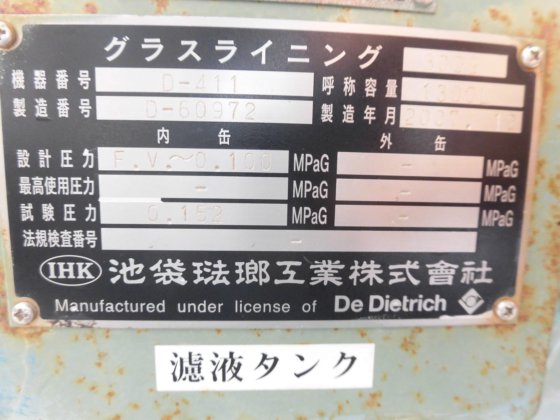 グラスライニング
機器番号 D-411 呼称容量
製造番号 D-60972 製造年月
内缶 外缶
設計圧力 F.V.～0.100 MPaG - MPaG
最高使用圧力 - MPaG - MPaG
試験圧力 0.152 MPaG - MPaG
法規検査番号 -
IHK 池袋琺瑯工業株式會社
Manufactured under license of De Dietrich
濾液タンク